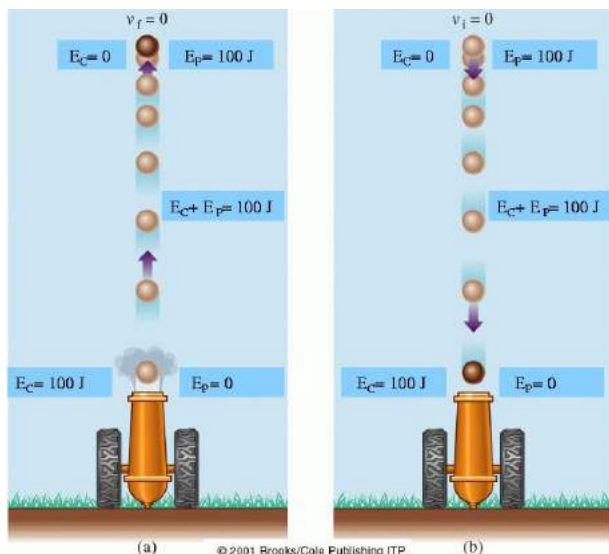 v_f = 0
E_C= 0
E_P= 100 J
E_C+ E_P= 100 J
E_C= 100 J
E_P= 0
(a)
v_i = 0
E_C= 0
E_P= 100 J
E_C+ E_P= 100 J
E_C= 100 J
E_P= 0
(b)
© 2001 Brooks/Cole Publishing ITP